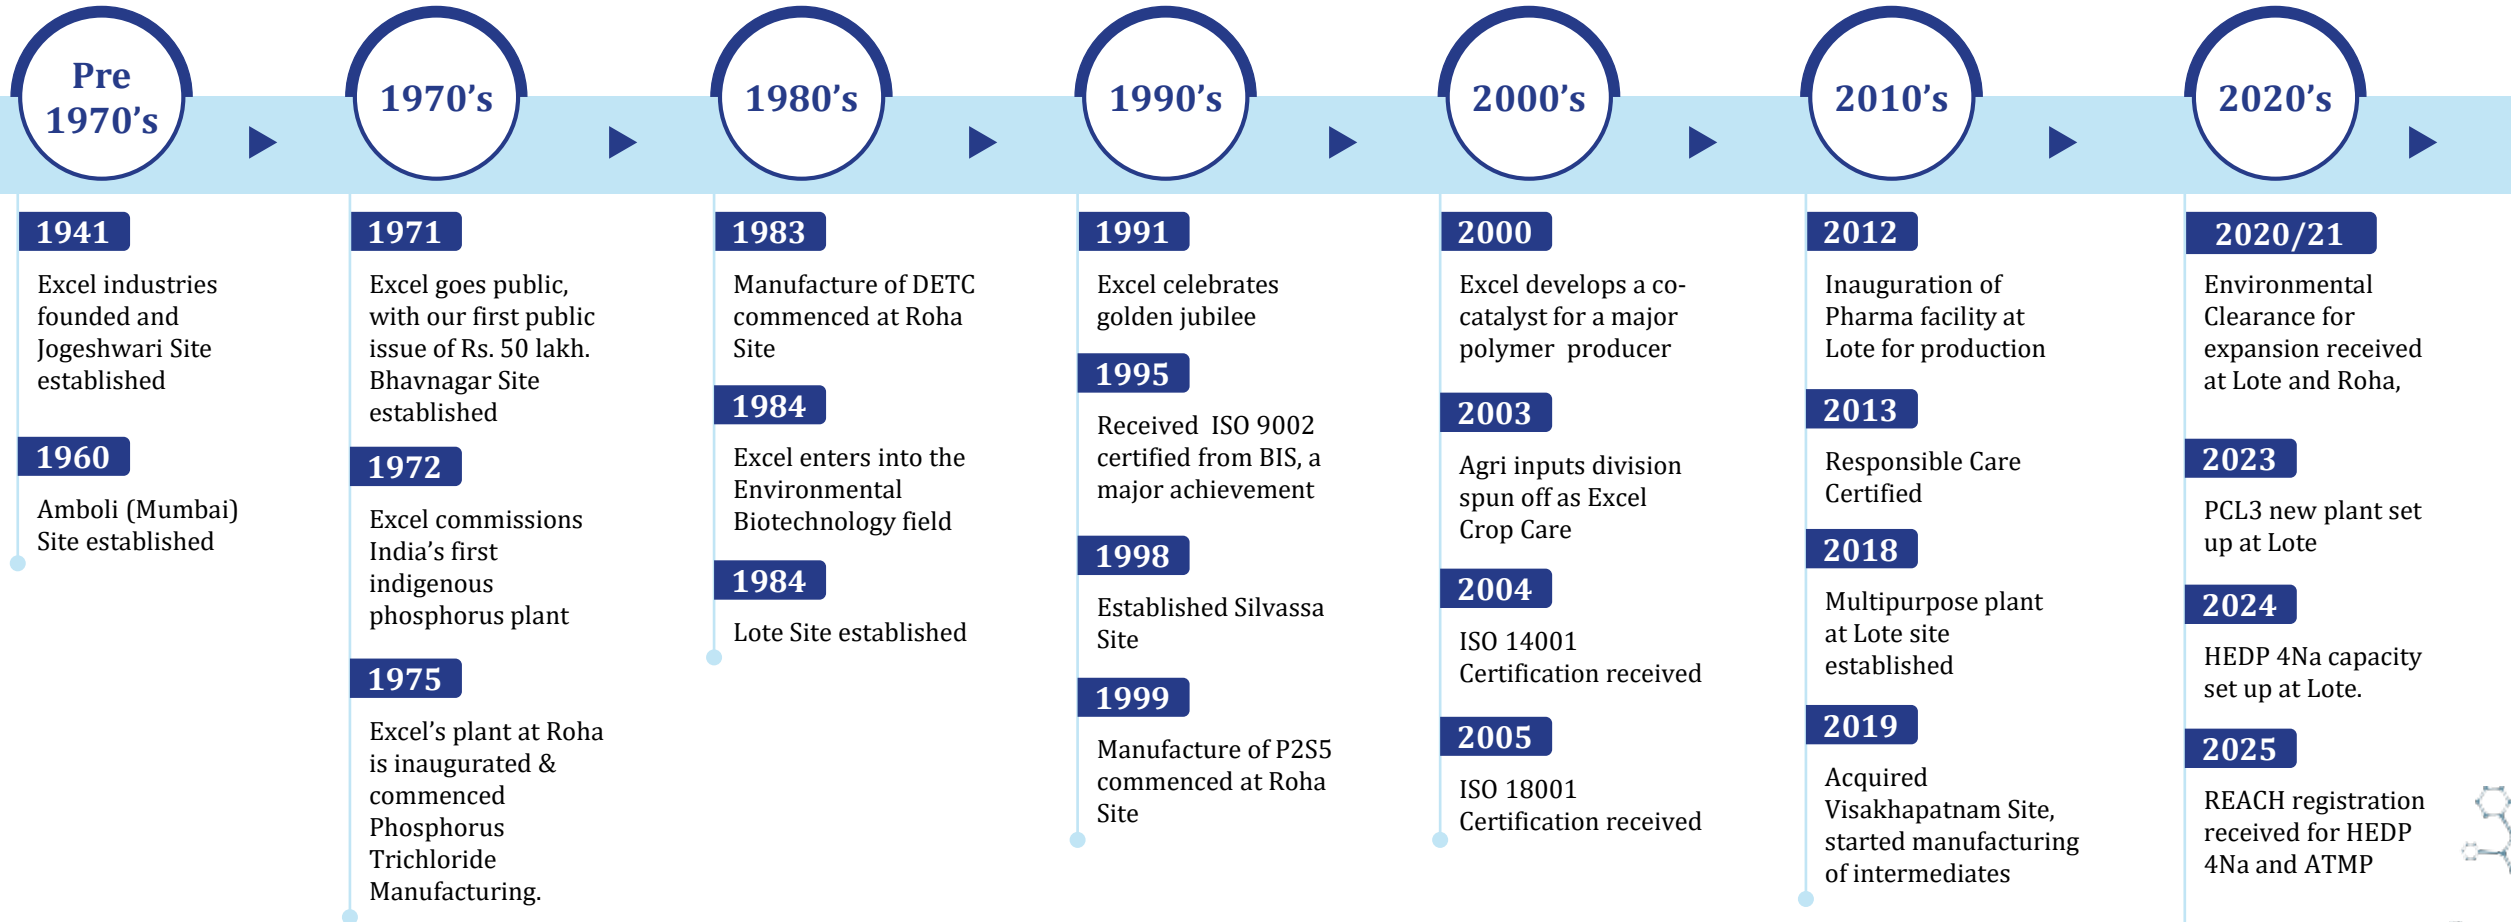 Pre
1970's
1941
Excel industries
founded and
Jogeshwari Site
established
1960
Amboli (Mumbai)
Site established
1970's
1971
Excel goes public,
with our first public
issue of Rs. 50 lakh.
Bhavnagar Site
established
1972
Excel commissions
India's first
indigenous
phosphorus plant
1975
Excel's plant at Roha
is inaugurated &
commenced
Phosphorus
Trichloride
Manufacturing.
1980's
1983
Manufacture of DETC
commenced at Roha
Site
1984
Excel enters into the
Environmental
Biotechnology field
1984
Lote Site established
1990's
1991
Excel celebrates
golden jubilee
1995
Received  ISO 9002
certified from BIS, a
major achievement
1998
Established Silvassa
Site
1999
Manufacture of P2S5
commenced at Roha
Site
2000's
2000
Excel develops a co-
catalyst for a major
polymer  producer
2003
Agri inputs division
spun off as Excel
Crop Care
2004
ISO 14001
Certification received
2005
ISO 18001
Certification received
2010's
2012
Inauguration of
Pharma facility at
Lote for production
2013
Responsible Care
Certified
2018
Multipurpose plant
at Lote site
established
2019
Acquired
Visakhapatnam Site,
started manufacturing
of intermediates
2020's
2020/21
Environmental
Clearance for
expansion received
at Lote and Roha,
2023
PCL3 new plant set
up at Lote
2024
HEDP 4Na capacity
set up at Lote.
2025
REACH registration
received for HEDP
4Na and ATMP